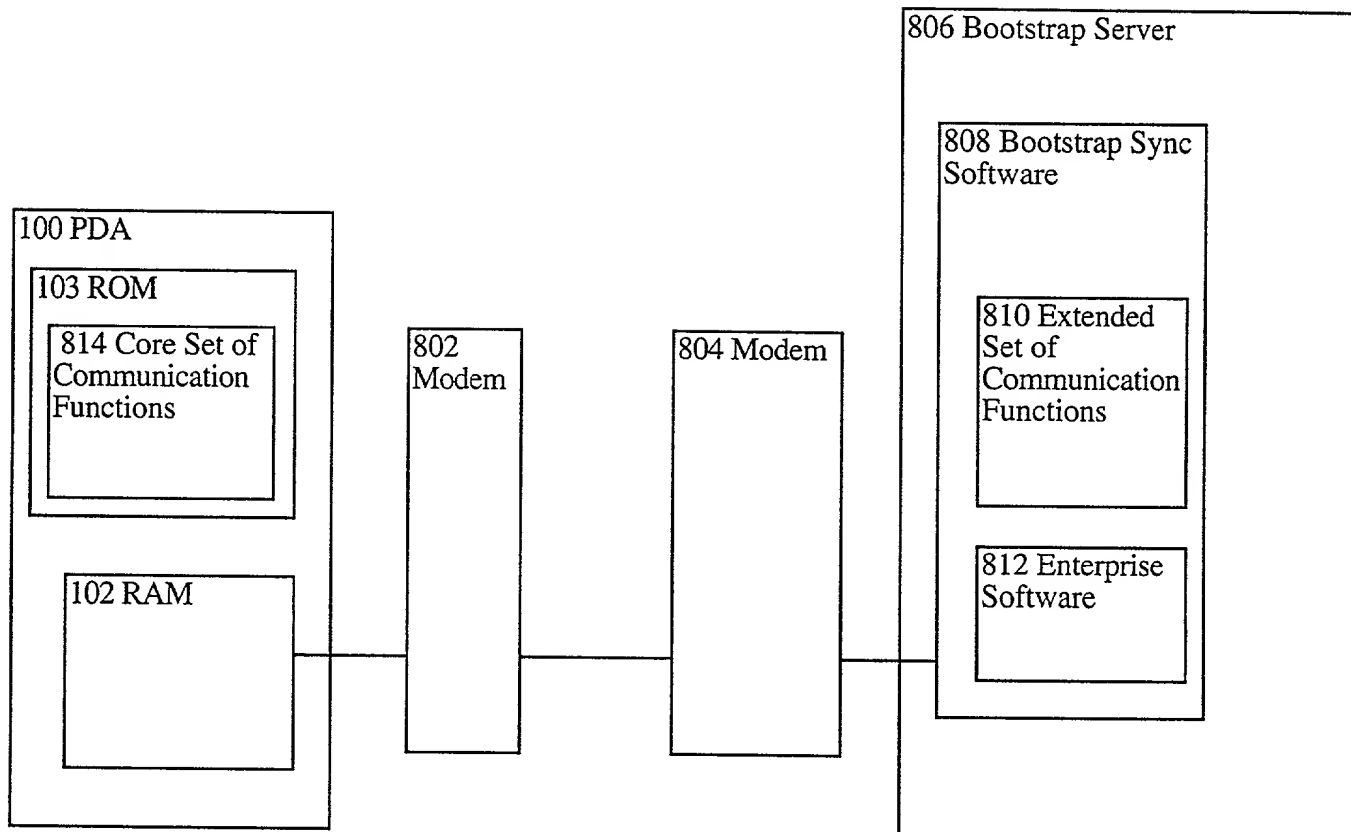 806 Bootstrap Server
808 Bootstrap Sync
Software
100 PDA
103 ROM
814 Core Set of
Communication
Functions
802
Modem
804 Modem
810 Extended
Set of
Communication
Functions
102 RAM
812 Enterprise
Software